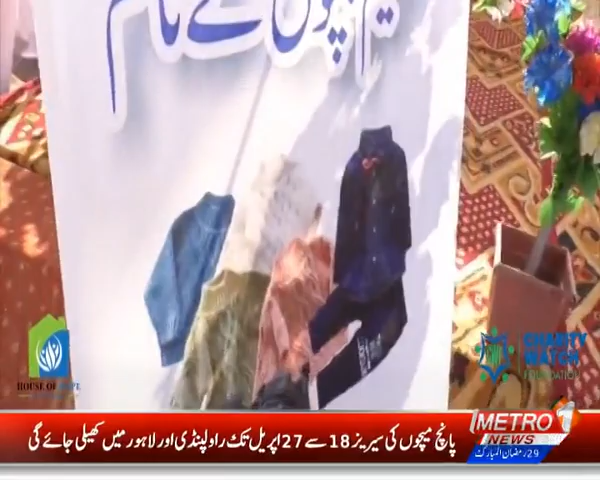 یتیم بچوں کے نام
HOUSE OF HOPE
CHARITY
WATCH
FOUNDATION
پانچ میچوں کی سیریز 18 سے 27 اپریل تک راولپنڈی اور لاہور میں کھیلی جائے گی
METRO 1
NEWS
29 رمضان المبارک